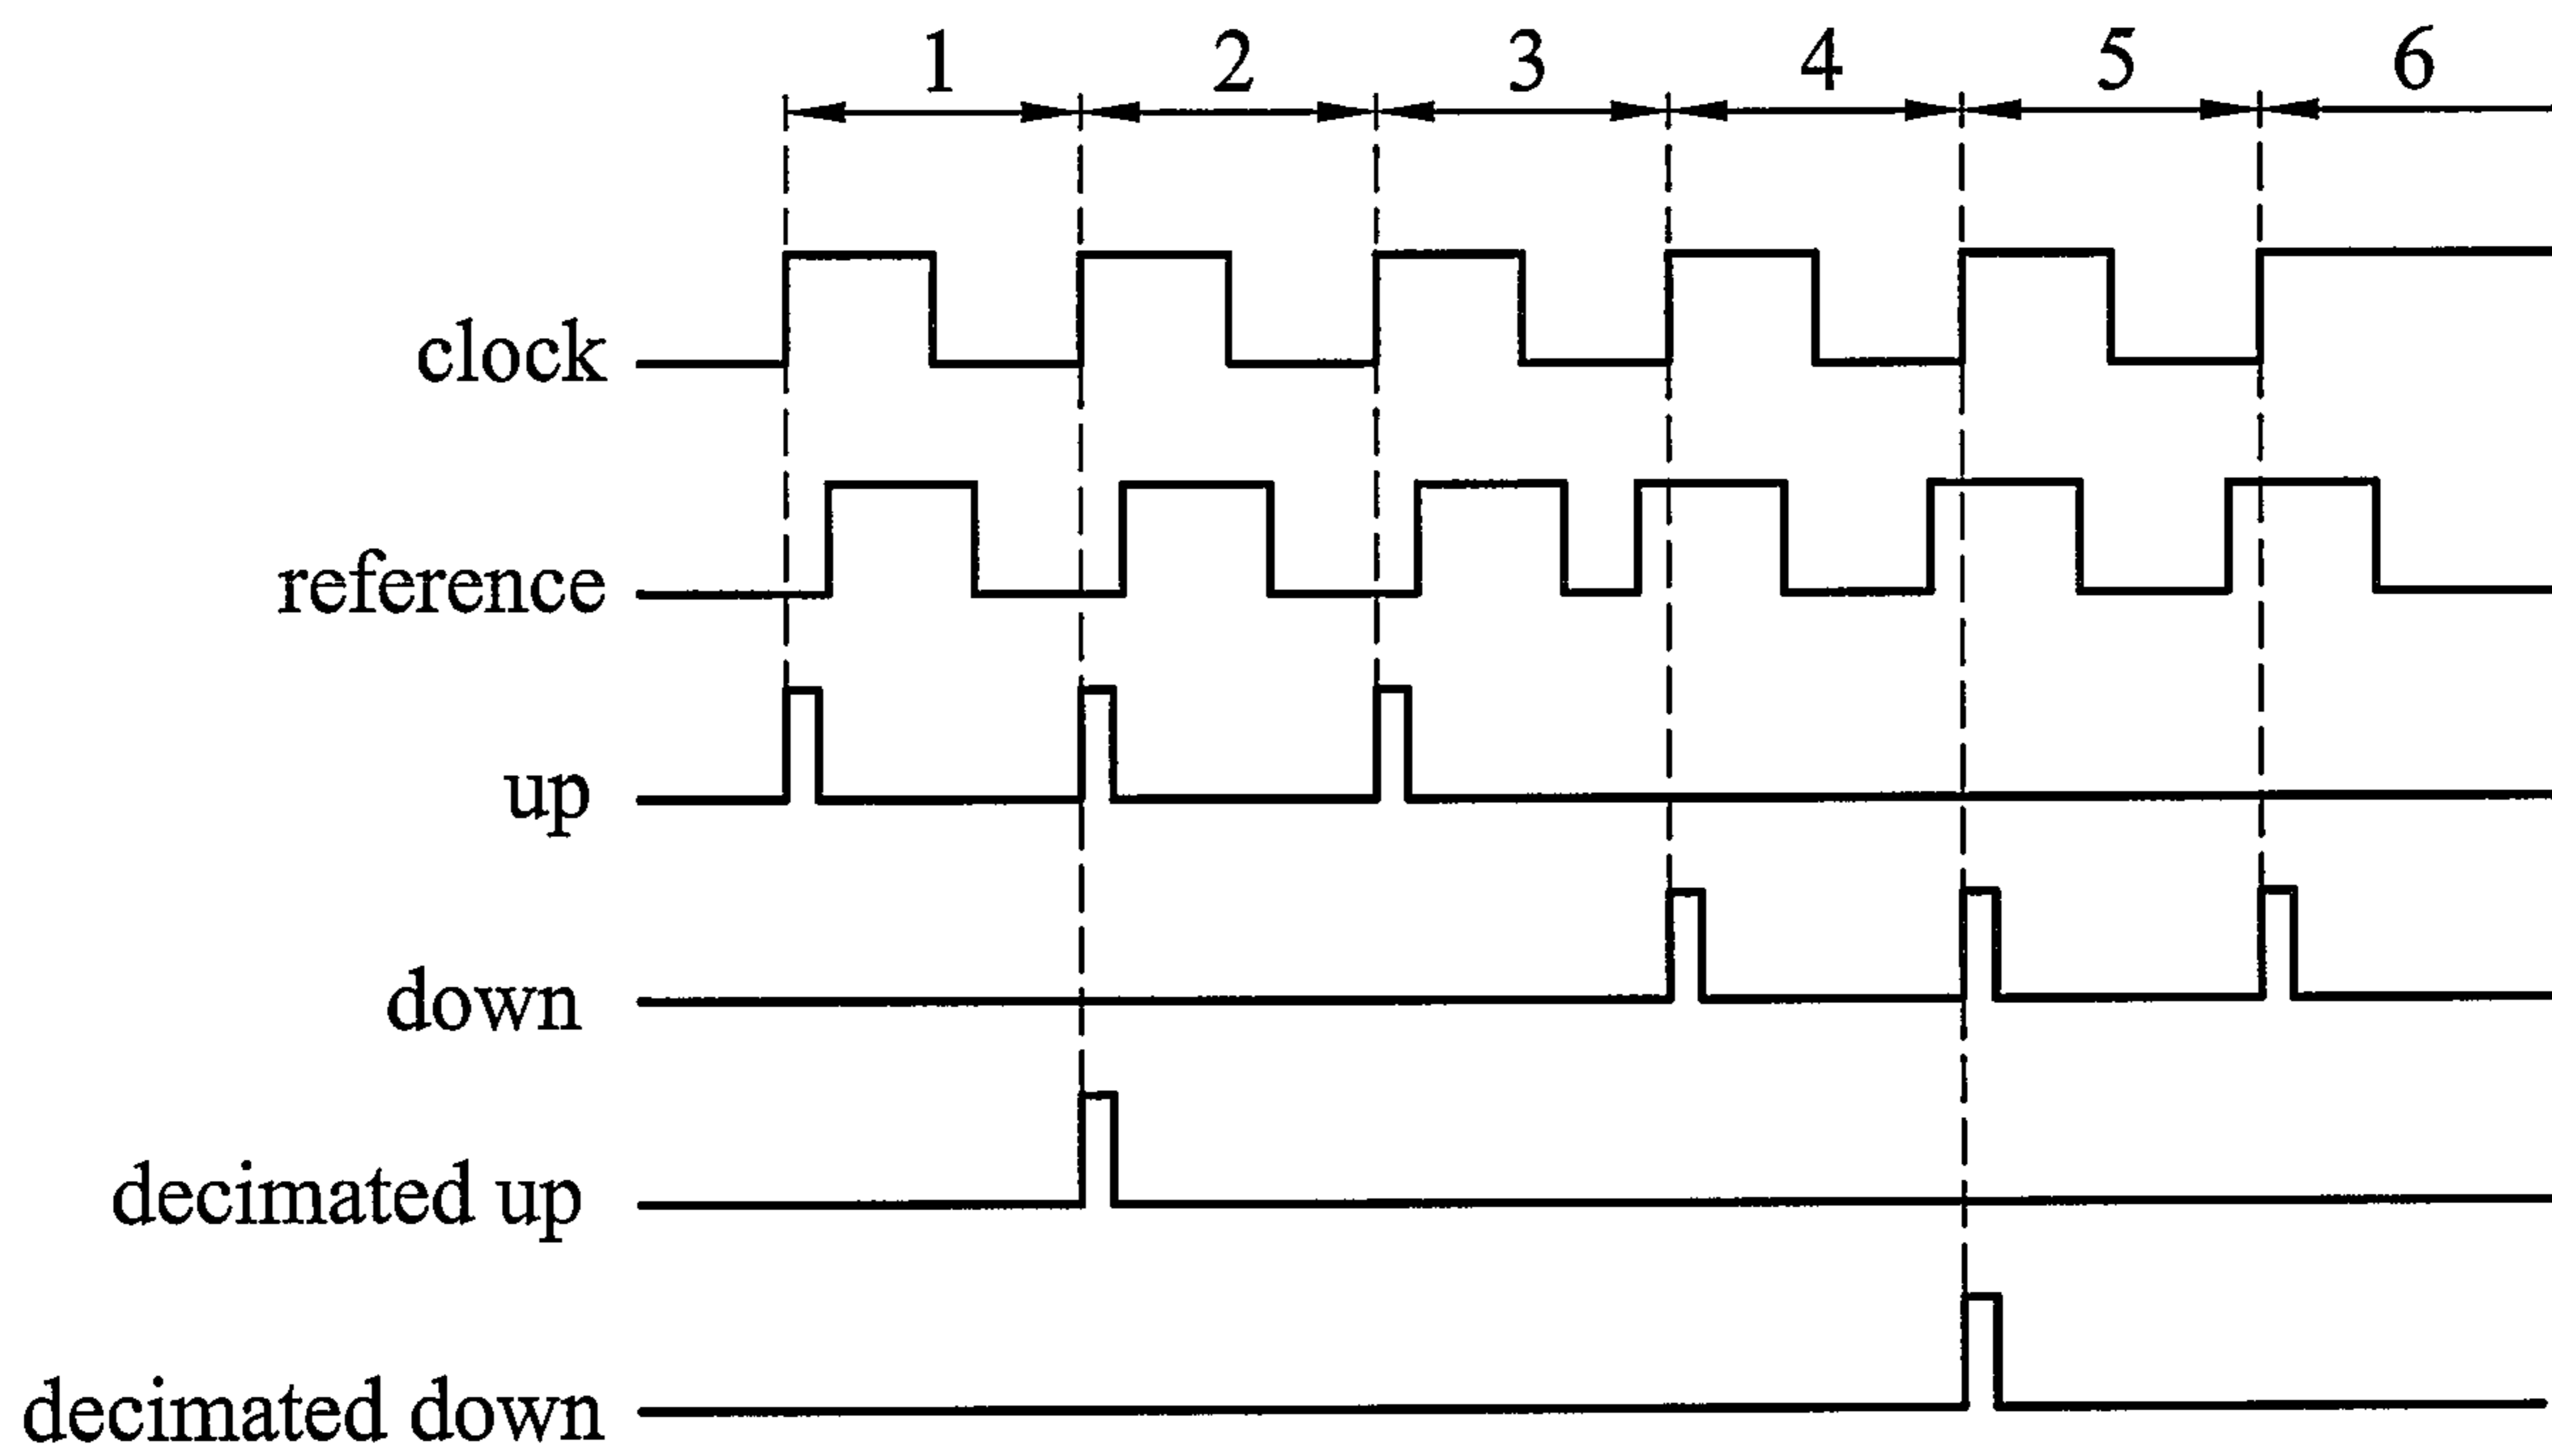 1 2 3 4 5 6
clock
reference
up
down
decimated up
decimated down